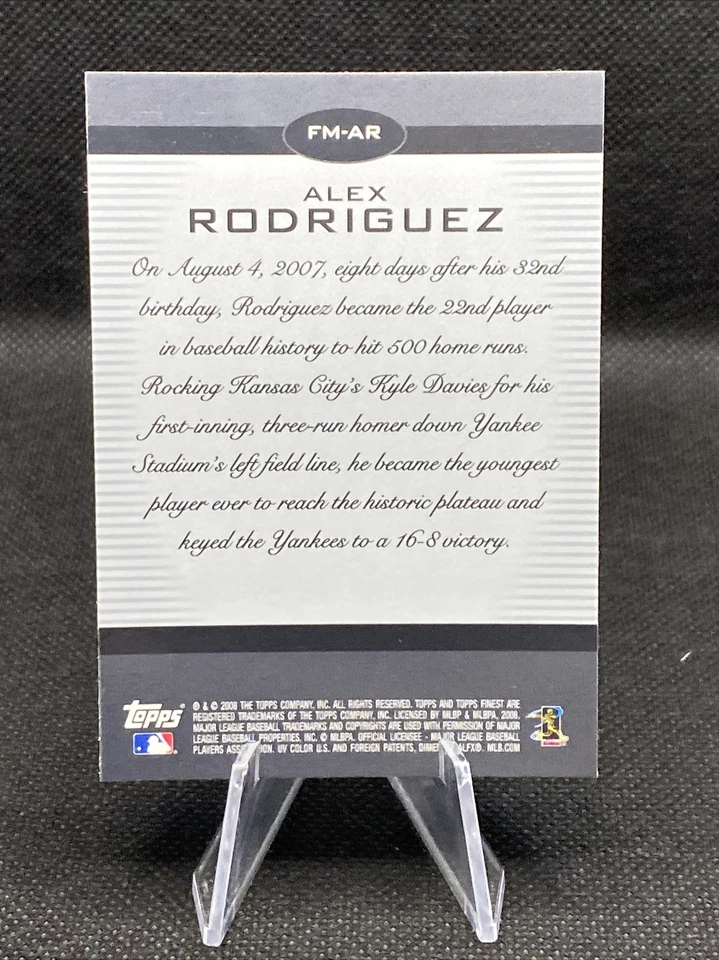 FM-AR
ALEX
RODRIGUEZ
On August 4, 2007, eight days after his 32nd
birthday, Rodriguez became the 22nd player
in baseball history to hit 500 home runs.
Rocking Kansas City's Kyle Davies for his
first-inning, three-run homer down Yankee
Stadium's left field line, he became the youngest
player ever to reach the historic plateau and
keyed the Yankees to a 16-8 victory.
Topps
® & © 2008 THE TOPPS COMPANY, INC. ALL RIGHTS RESERVED. TOPPS AND TOPPS FINEST ARE
REGISTERED TRADEMARKS OF THE TOPPS COMPANY, INC. LICENSED BY MLBP & MLBPA, 2008.
MAJOR LEAGUE BASEBALL TRADEMARKS AND COPYRIGHTS ARE USED WITH PERMISSION OF MAJOR
LEAGUE BASEBALL PROPERTIES, INC. © MLBPA. OFFICIAL LICENSEE - MAJOR LEAGUE BASEBALL
PLAYERS UV COLOR U.S. AND FOREIGN PATENTS, MLB.COM